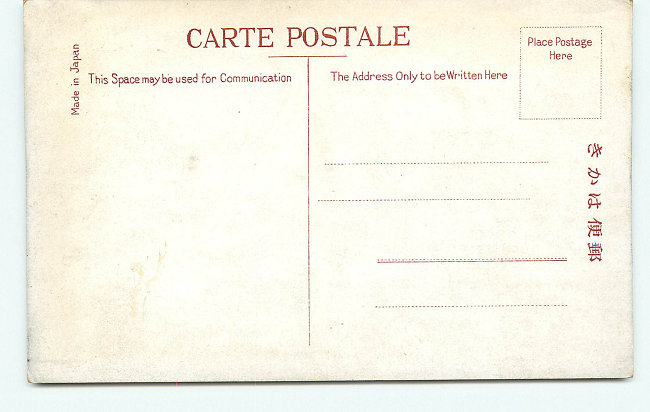 CARTE POSTALE
Made in Japan
This Space may be used for Communication
The Address Only to be Written Here
Place Postage
Here
郵便はかき